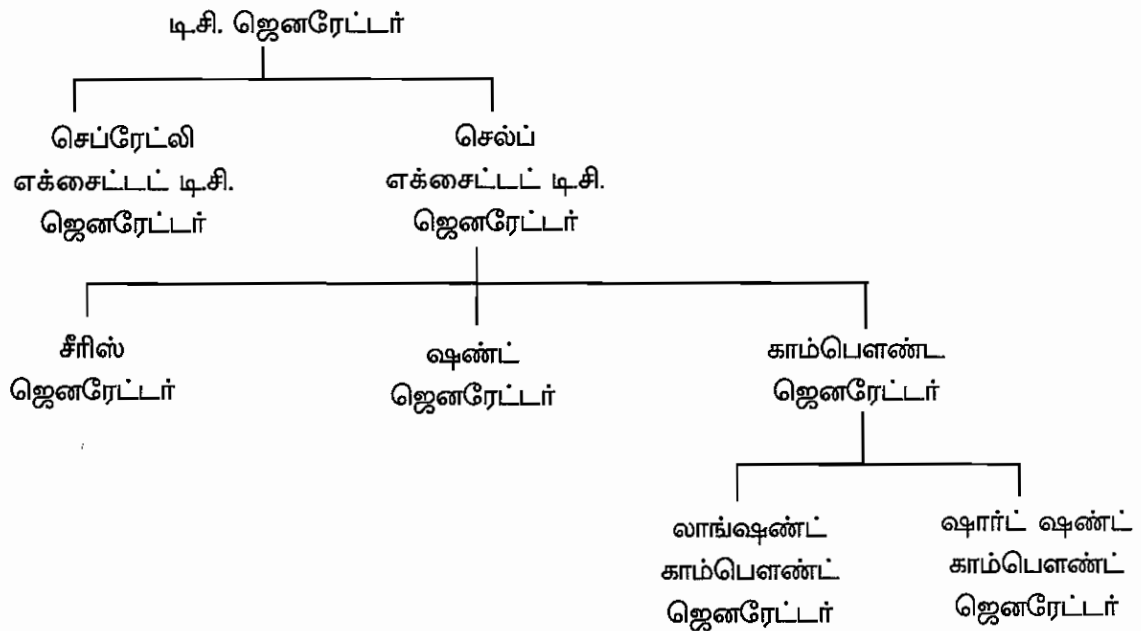 டி.சி. ஜெனரேட்டர்
செப்ரேட்லி
எக்சைட்டட் டி.சி.
ஜெனரேட்டர்
செல்ப்
எக்சைட்டட் டி.சி.
ஜெனரேட்டர்
சீரிஸ்
ஜெனரேட்டர்
ஷண்ட்
ஜெனரேட்டர்
காம்பௌண்ட்
ஜெனரேட்டர்
லாங்ஷண்ட்
காம்பௌண்ட்
ஜெனரேட்டர்
ஷார்ட் ஷண்ட்
காம்பௌண்ட்
ஜெனரேட்டர்